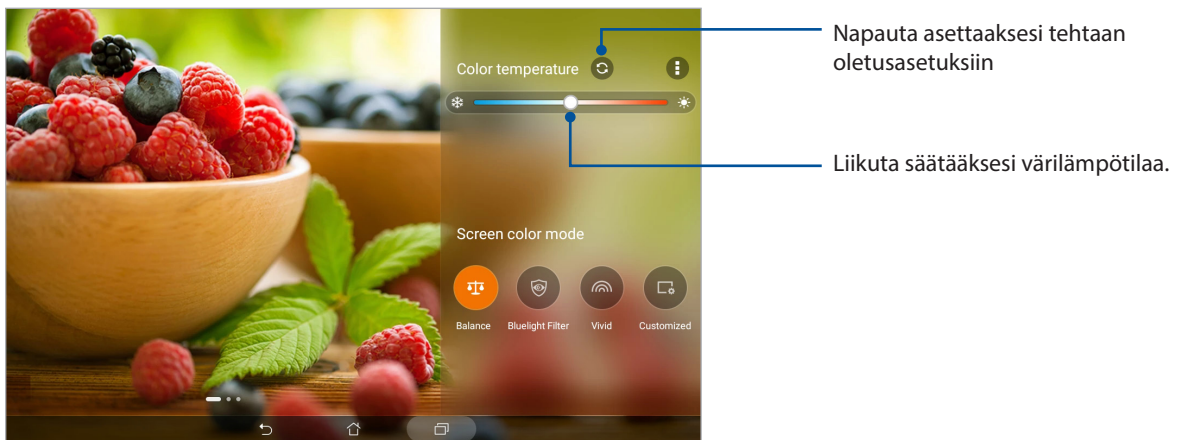 Napauta asettaaksesi tehtaan
oletusasetuksiin
Color temperature
Liikuta säätääksesi värilämpötilaa.
Screen color mode
Balance Bluelight Filter Vivid Customized